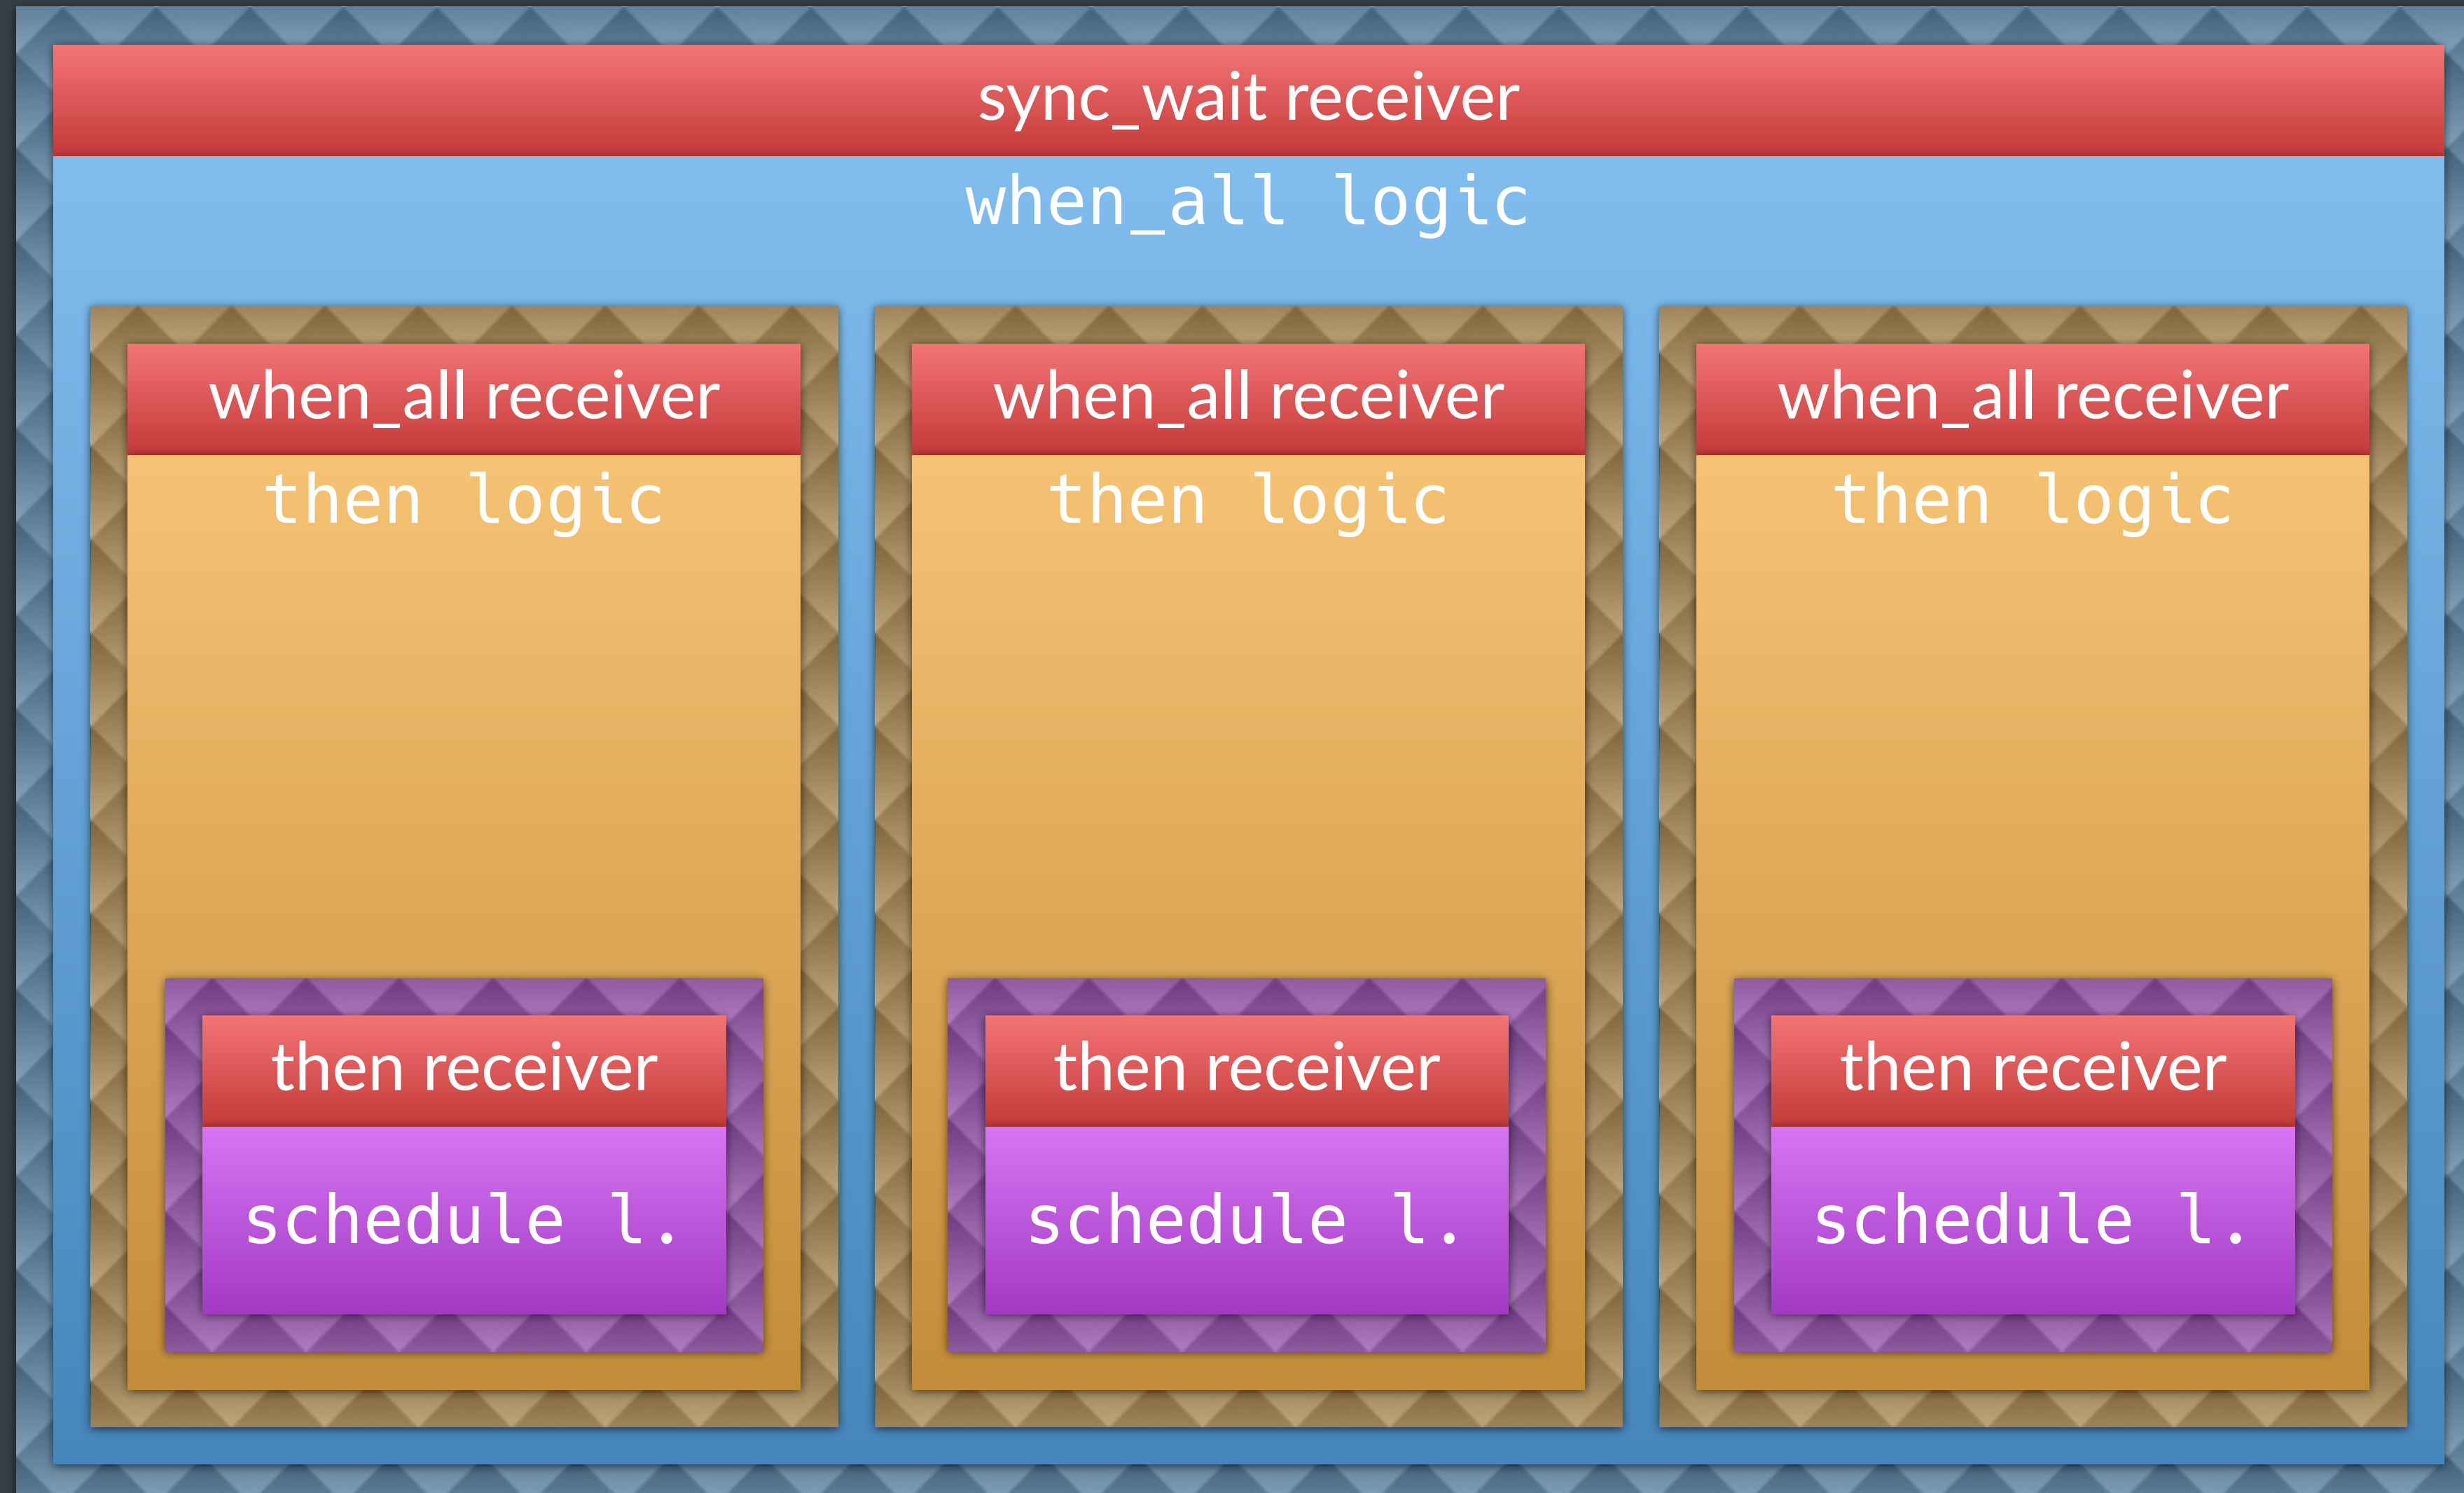 sync_wait receiver
when_all logic
when_all receiver
then logic
then receiver
schedule l.
when_all receiver
then logic
then receiver
schedule l.
when_all receiver
then logic
then receiver
schedule l.